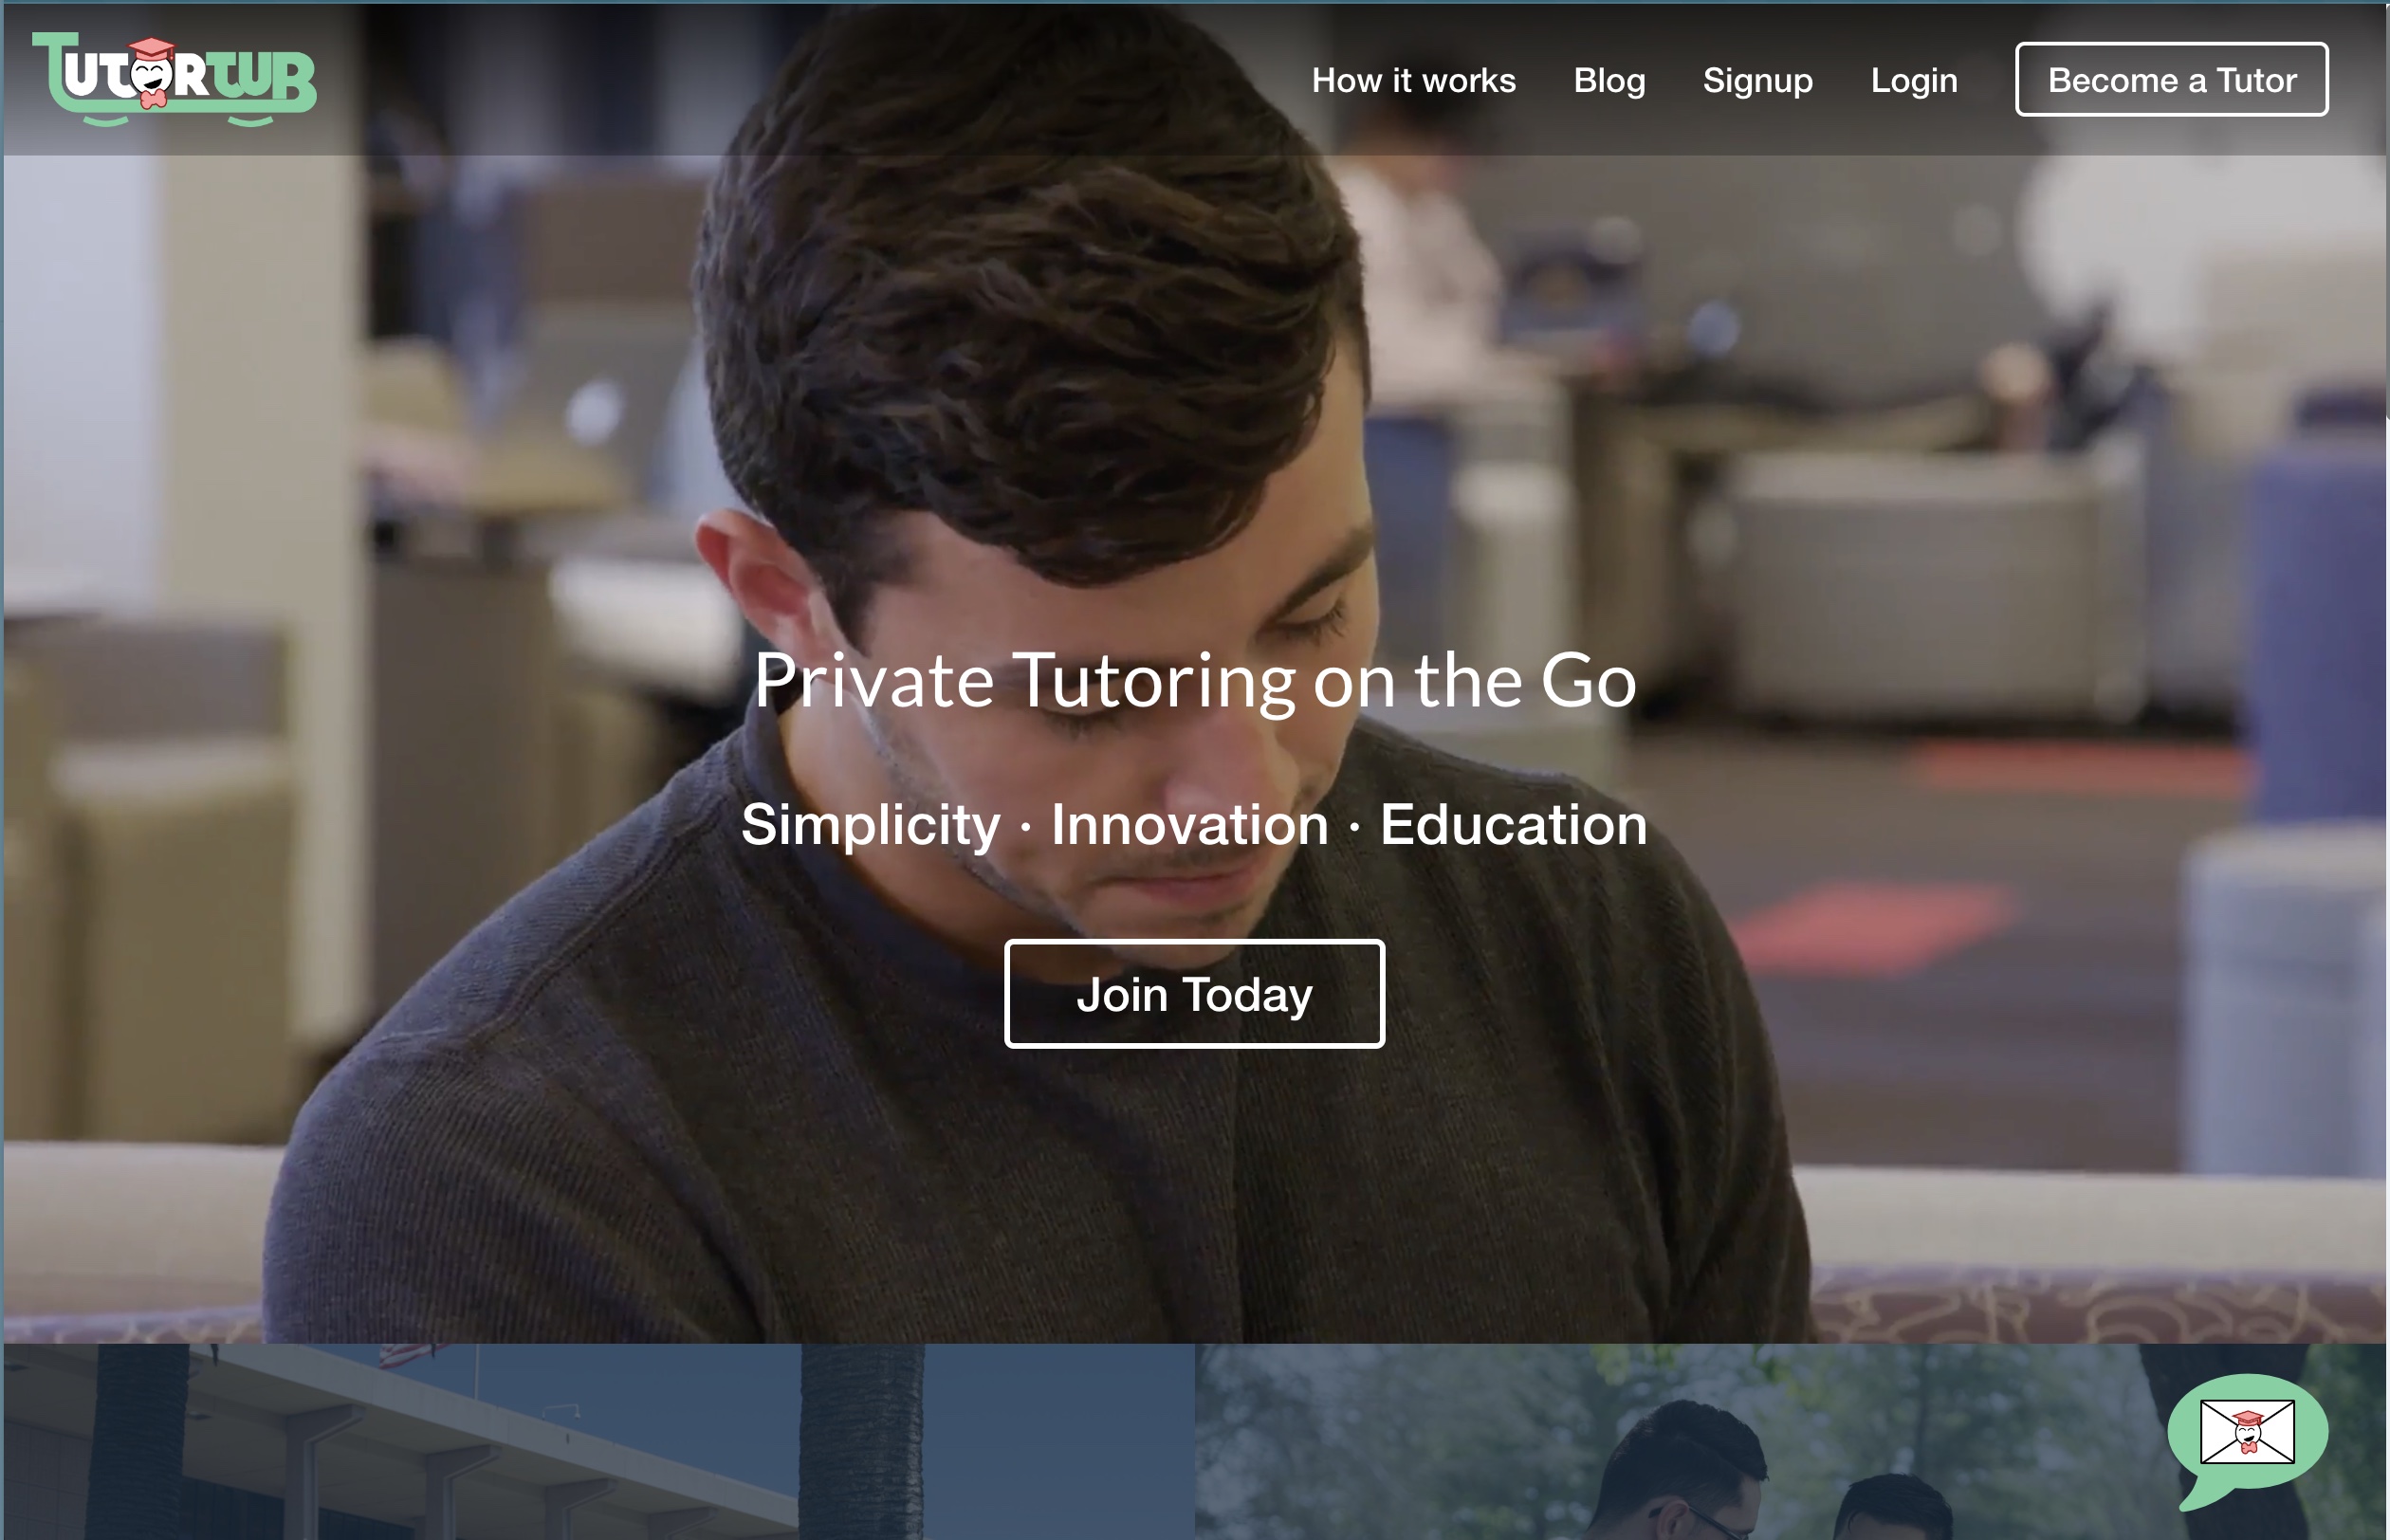 TUTORTUB
How it works
Blog
Signup
Login
Become a Tutor
Private Tutoring on the Go
Simplicity · Innovation · Education
Join Today